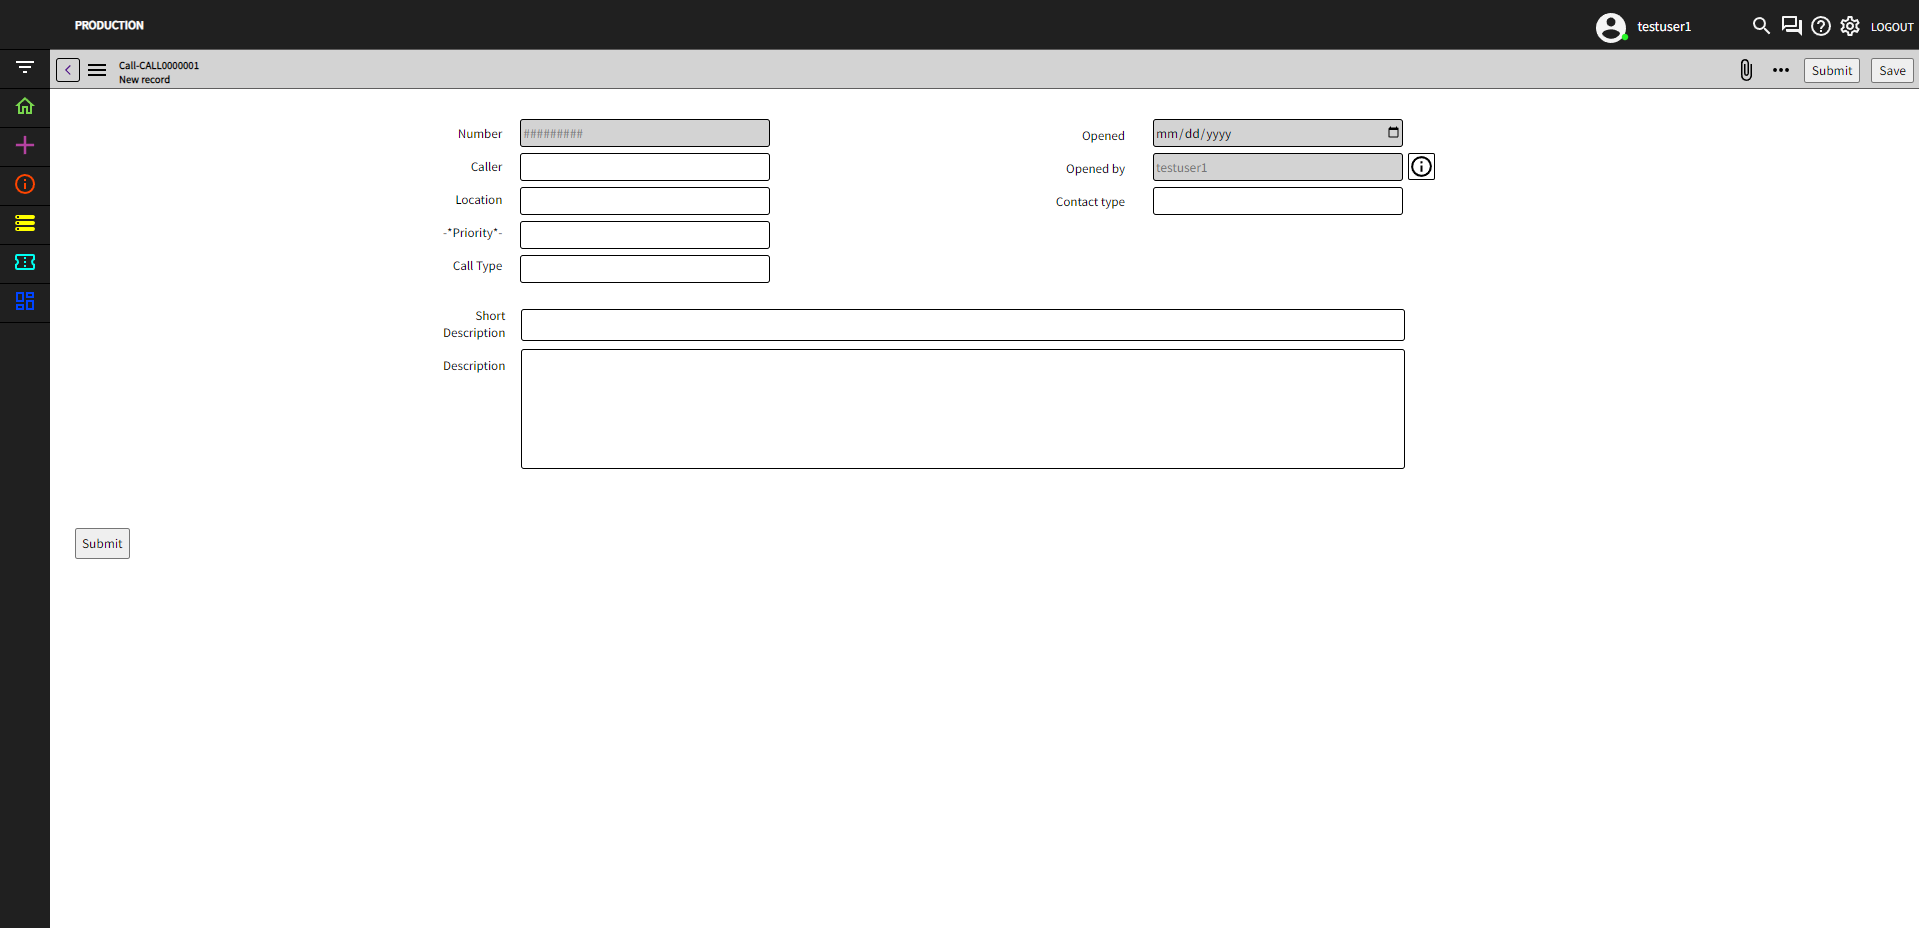 PRODUCTION
testuser1
LOGOUT
Call-CALL0000001
New record
Submit
Save
Number
#########
Caller
Location
-*Priority*-
Call Type
Opened
mm/dd/yyyy
Opened by
testuser1
Contact type
Short
Description
Description
Submit